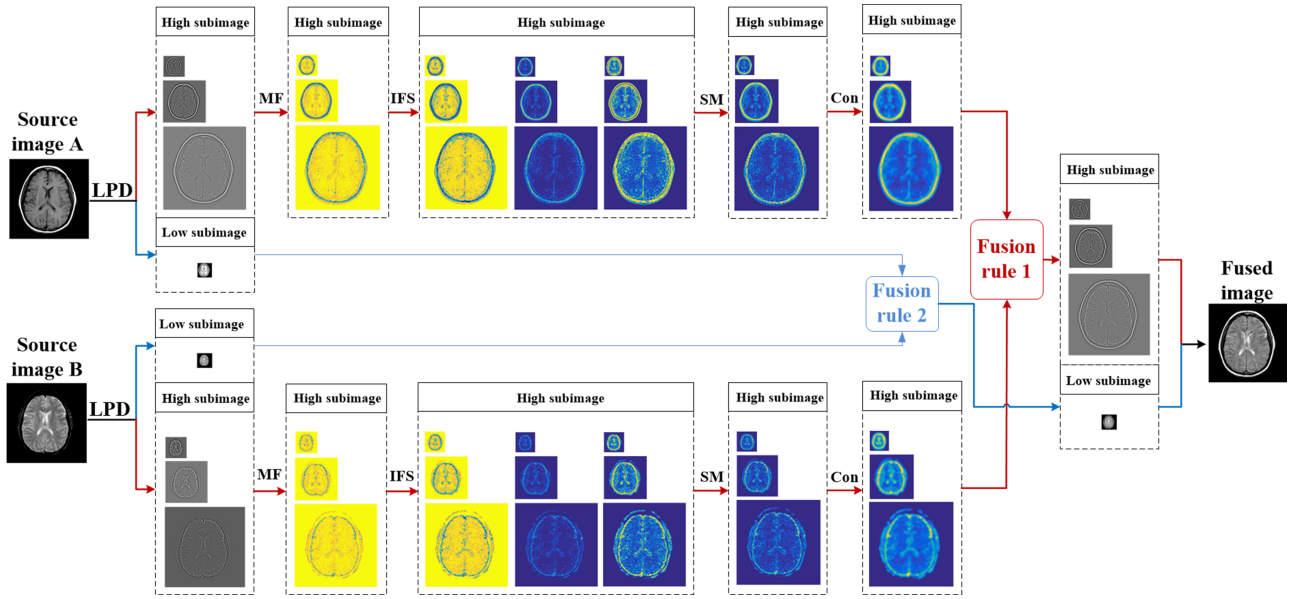 High subimage
High subimage
High subimage
High subimage
High subimage
MF
IFS
SM
Con
Source
image A
LPD
High subimage
Low subimage
Fusion
rule 1
Fused
image
Fusion
rule 2
Low subimage
Source
image B
LPD
Low subimage
High subimage
High subimage
High subimage
High subimage
High subimage
MF
IFS
SM
Con